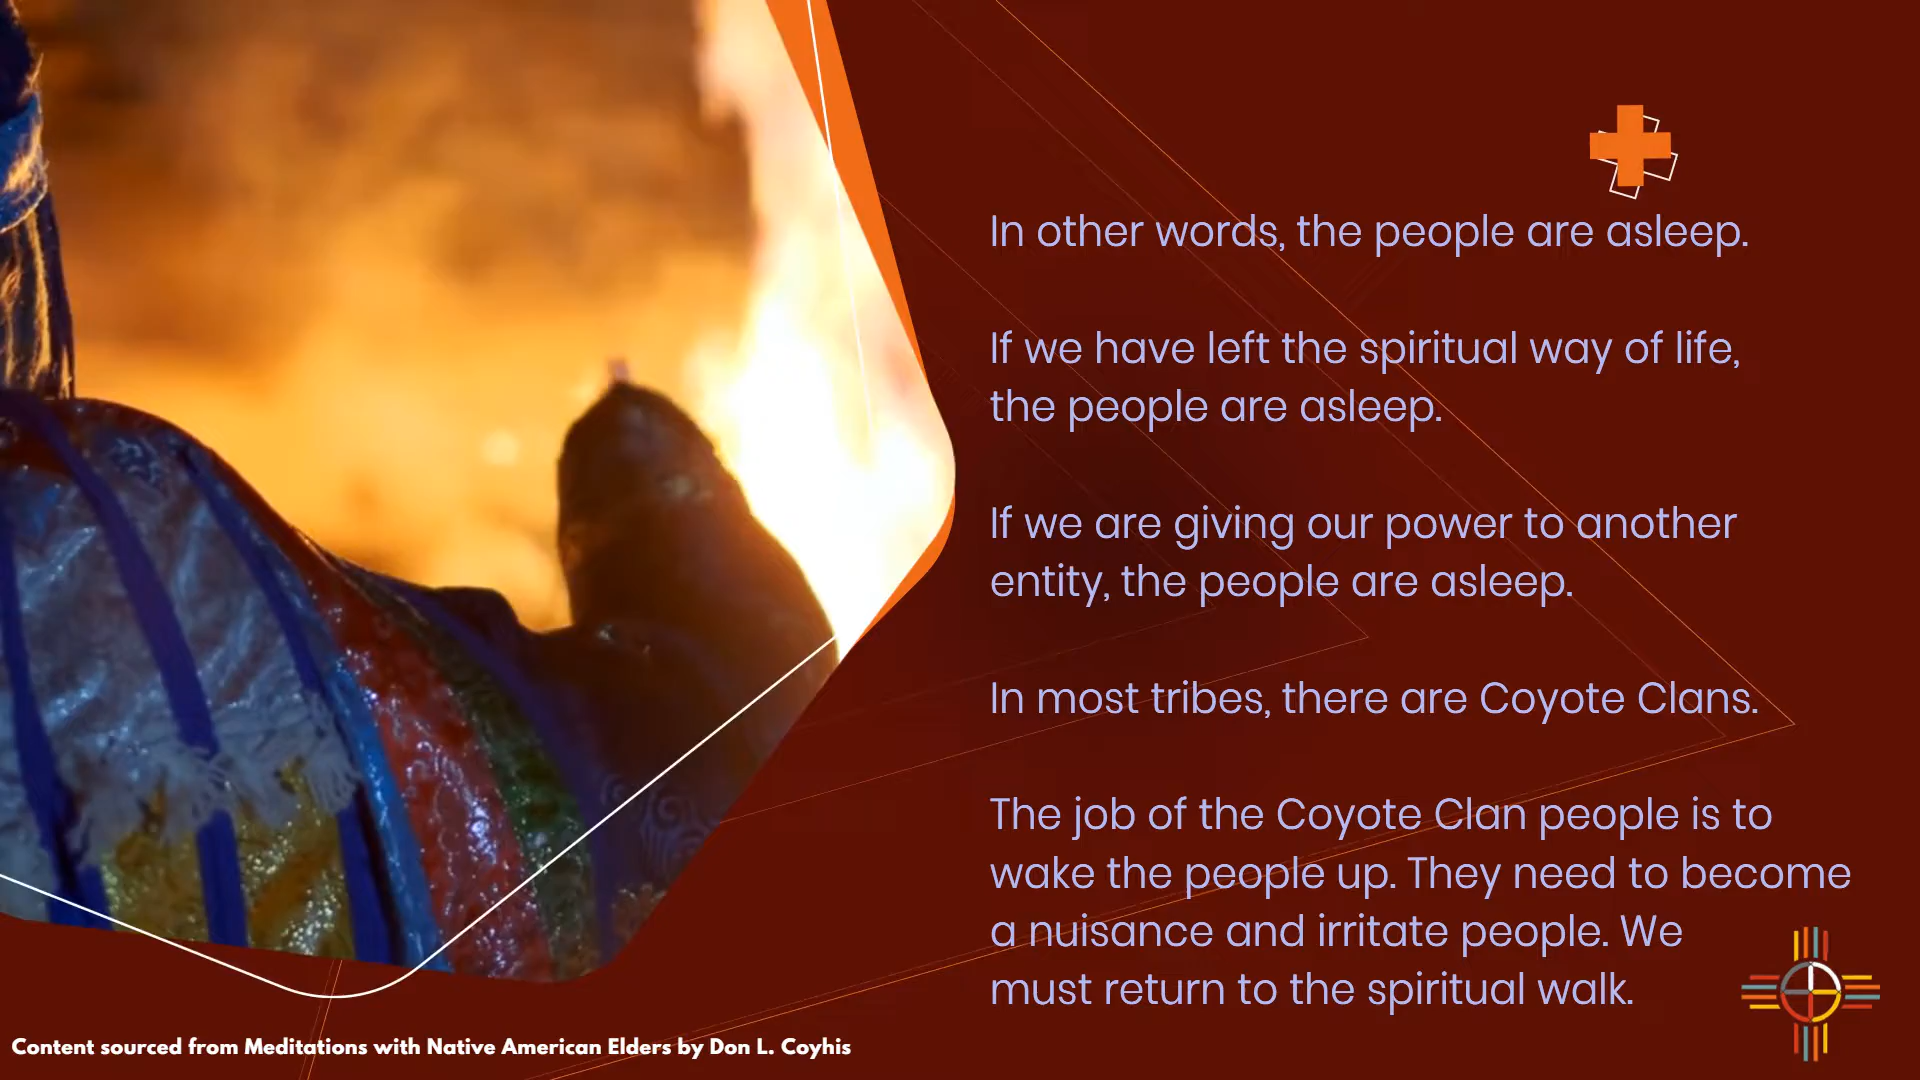 In other words, the people are asleep.
If we have left the spiritual way of life,
the people are asleep.
If we are giving our power to another
entity, the people are asleep.
In most tribes, there are Coyote Clans.
The job of the Coyote Clan people is to
wake the people up. They need to become
a nuisance and irritate people. We
must return to the spiritual walk.
Content sourced from Meditations with Native American Elders by Don L. Coyhis